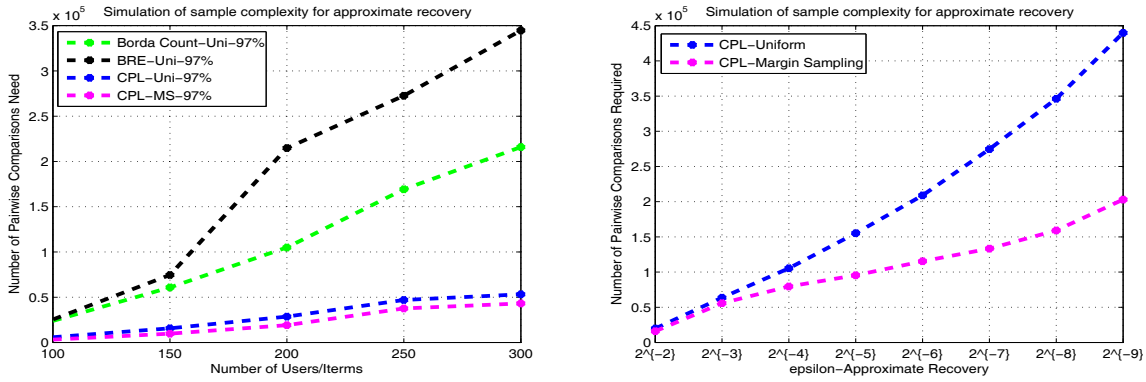 Simulation of sample complexity for approximate recovery
x 10^5
3.5
3
2.5
2
1.5
1
0.5
0
Number of Pairwise Comparisons Need
Borda Count−Uni−97%
BRE−Uni−97%
CPL−Uni−97%
CPL−MS−97%
100 150 200 250 300
Number of Users/Iterms
Simulation of sample complexity for approximate recovery
x 10^5
4.5
4
3.5
3
2.5
2
1.5
1
0.5
0
Number of Pairwise Comparisons Required
CPL−Uniform
CPL−Margin Sampling
2^{−2} 2^{−3} 2^{−4} 2^{−5} 2^{−6} 2^{−7} 2^{−8} 2^{−9}
epsilon−Approximate Recovery